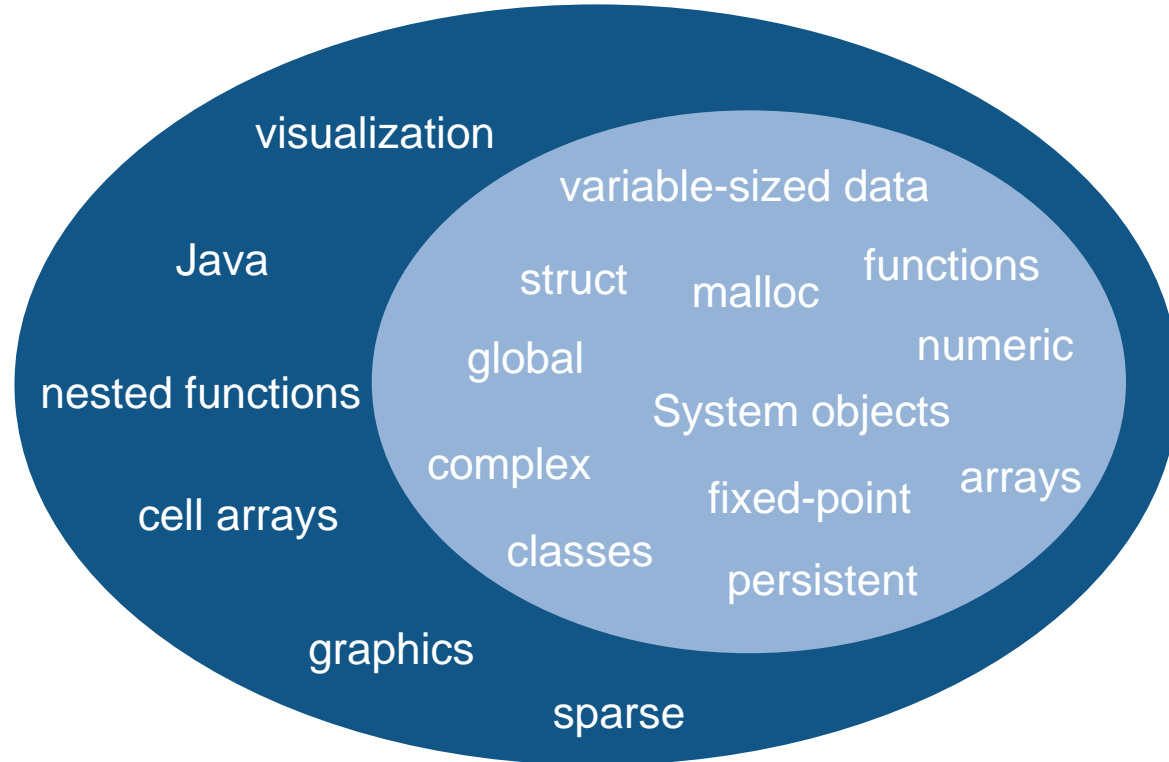 visualization
variable-sized data
Java
struct
malloc
functions
global
numeric
nested functions
System objects
complex
arrays
cell arrays
fixed-point
classes
persistent
graphics
sparse